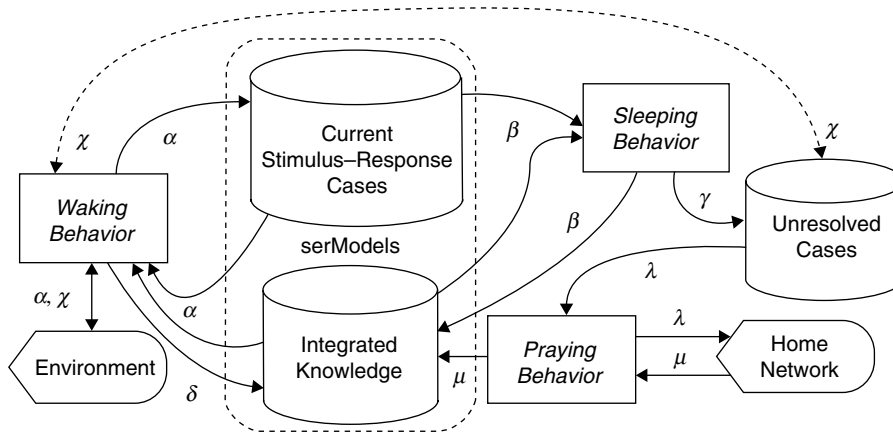 χ
α
Current
Stimulus–Response
Cases
β
Sleeping
Behavior
χ
Waking
Behavior
serModels
β
γ
Unresolved
Cases
α, χ
α
λ
Environment
Integrated
Knowledge
Praying
Behavior
λ
μ
Home
Network
δ
μ